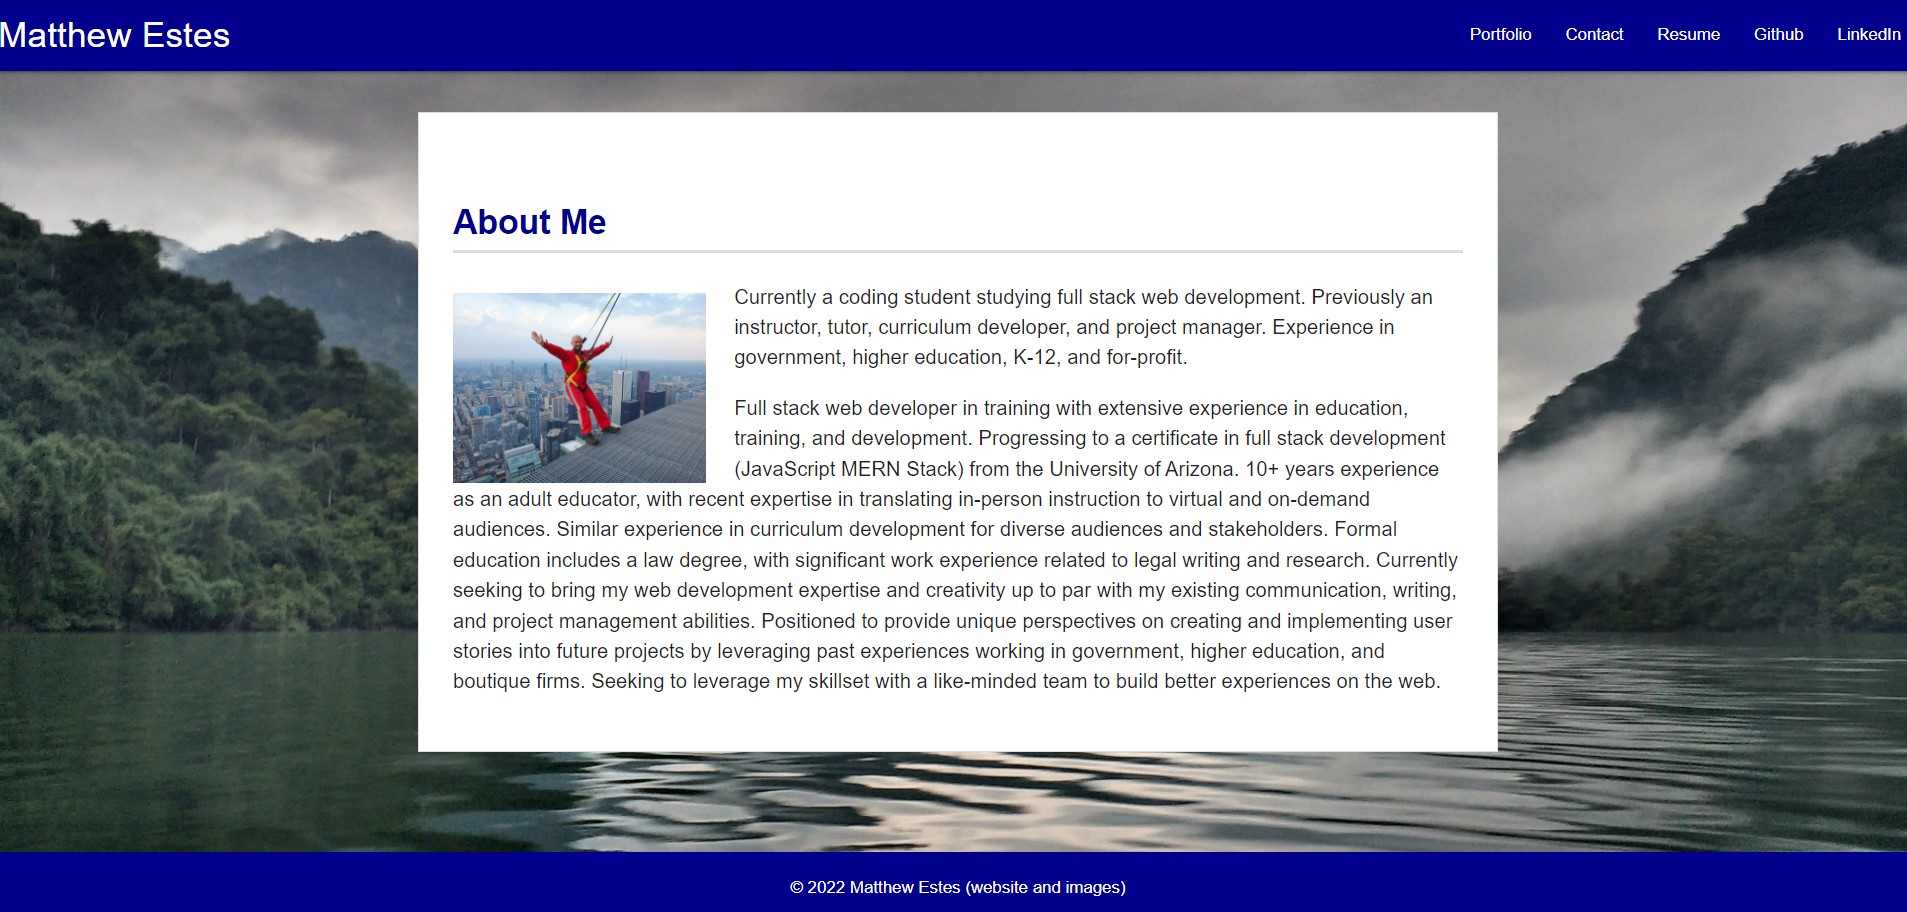 Matthew Estes
Portfolio Contact Resume Github LinkedIn
About Me
Currently a coding student studying full stack web development. Previously an
instructor, tutor, curriculum developer, and project manager. Experience in
government, higher education, K-12, and for-profit.
Full stack web developer in training with extensive experience in education,
training, and development. Progressing to a certificate in full stack development
(JavaScript MERN Stack) from the University of Arizona. 10+ years experience
as an adult educator, with recent expertise in translating in-person instruction to virtual and on-demand
audiences. Similar experience in curriculum development for diverse audiences and stakeholders. Formal
education includes a law degree, with significant work experience related to legal writing and research. Currently
seeking to bring my web development expertise and creativity up to par with my existing communication, writing,
and project management abilities. Positioned to provide unique perspectives on creating and implementing user
stories into future projects by leveraging past experiences working in government, higher education, and
boutique firms. Seeking to leverage my skillset with a like-minded team to build better experiences on the web.
© 2022 Matthew Estes (website and images)